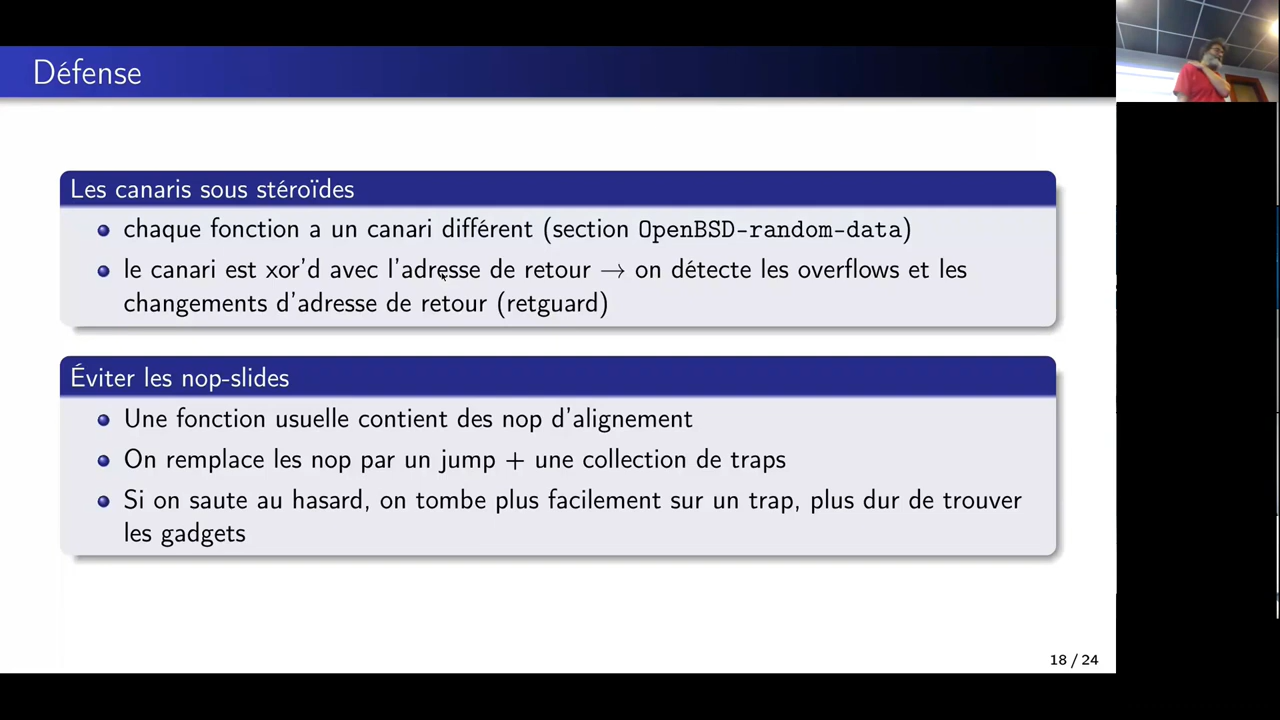 Défense
Les canaris sous stéroïdes
chaque fonction a un canari différent (section OpenBSD-random-data)
le canari est xor'd avec l'adresse de retour → on détecte les overflows et les
changements d'adresse de retour (retguard)
Éviter les nop-slides
Une fonction usuelle contient des nop d'alignement
On remplace les nop par un jump + une collection de traps
Si on saute au hasard, on tombe plus facilement sur un trap, plus dur de trouver
les gadgets
18 / 24